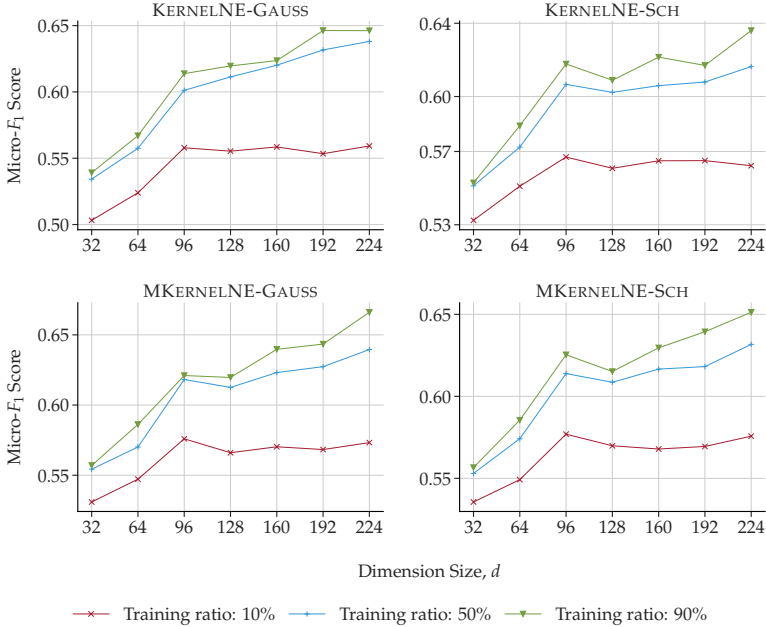 KERNELNE-GAUSS
KERNELNE-SCH
0.65
0.60
0.55
0.50
Micro-F1 Score
32 64 96 128 160 192 224
0.64
0.60
0.57
0.53
32 64 96 128 160 192 224
MKERNELNE-GAUSS
MKERNELNE-SCH
0.65
0.60
0.55
Micro-F1 Score
32 64 96 128 160 192 224
0.65
0.60
0.55
32 64 96 128 160 192 224
Dimension Size, d
Training ratio: 10% Training ratio: 50% Training ratio: 90%